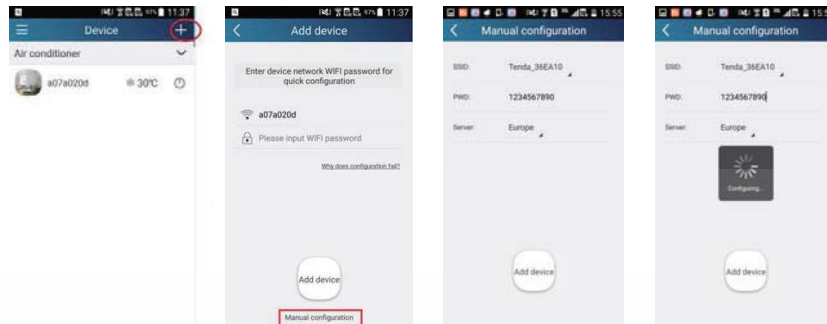 97% 11:37
Device
Air conditioner
a07a020d
30°C
97% 11:37
Add device
Enter device network WIFI password for
quick configuration
a07a020d
Please input WIFI password
Why does configuration fail?
Add device
Manual configuration
15:55
Manual configuration
SSID:
Tenda_36EA10
PWD:
1234567890
Server:
Europe
Add device
Manual configuration
SSID:
Tenda_36EA10
PWD:
1234567890
Server:
Europe
Configuring...
Add device